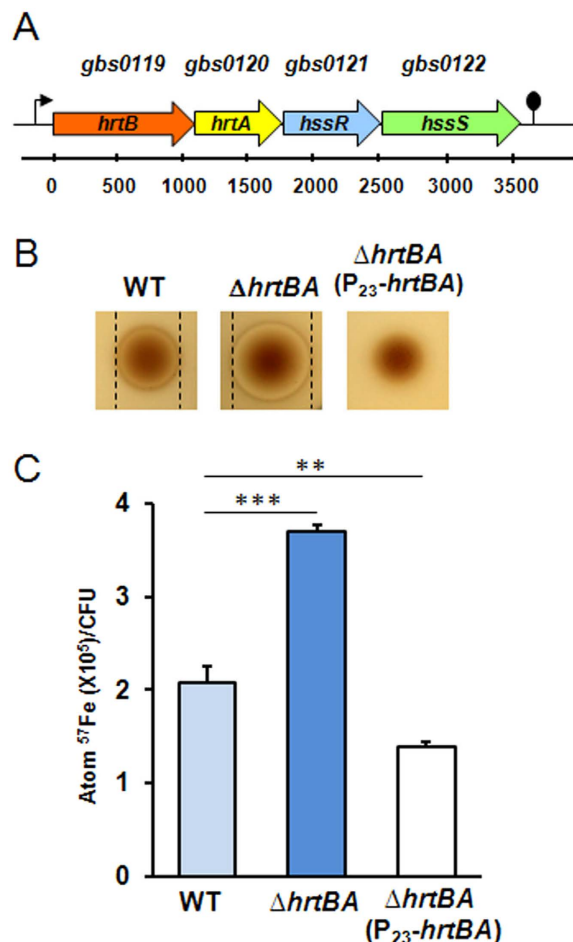 A
gbs0119 gbs0120 gbs0121 gbs0122
hrtB hrtA hssR hssS
0 500 1000 1500 2000 2500 3000 3500
B
WT ΔhrtBA ΔhrtBA
(P₂₃-hrtBA)
C
**
***
Atom ⁵⁷Fe (X10⁵)/CFU
4
3
2
1
0
WT ΔhrtBA ΔhrtBA
(P₂₃-hrtBA)